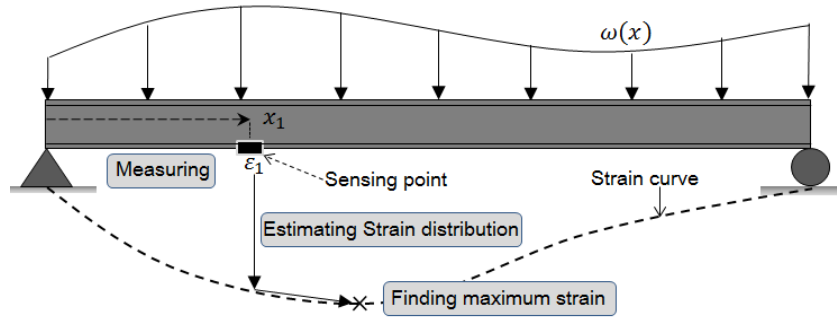 ω(x)
x₁
ε₁
Measuring
Sensing point
Strain curve
Estimating Strain distribution
Finding maximum strain